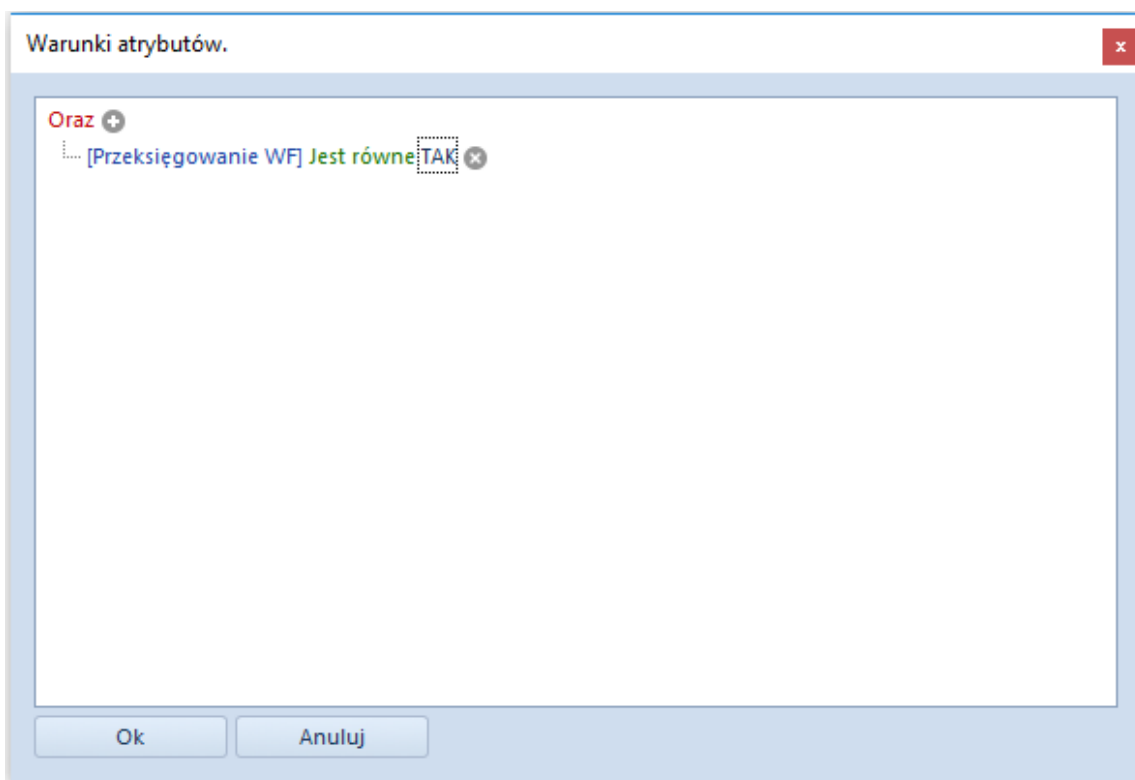 Warunki atrybutów.
x
Oraz
[Przeksięgowanie WF] Jest równe TAK
Ok Anuluj